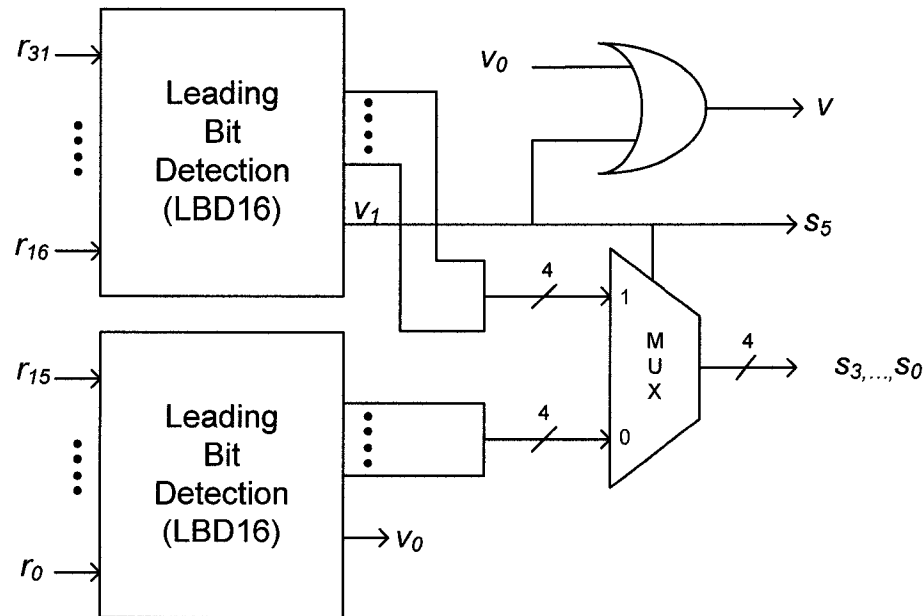 r31
r16
Leading
Bit
Detection
(LBD16)
v1
v0
v
s5
4
1
MUX
4
s3,...,s0
r15
r0
Leading
Bit
Detection
(LBD16)
4
0
v0